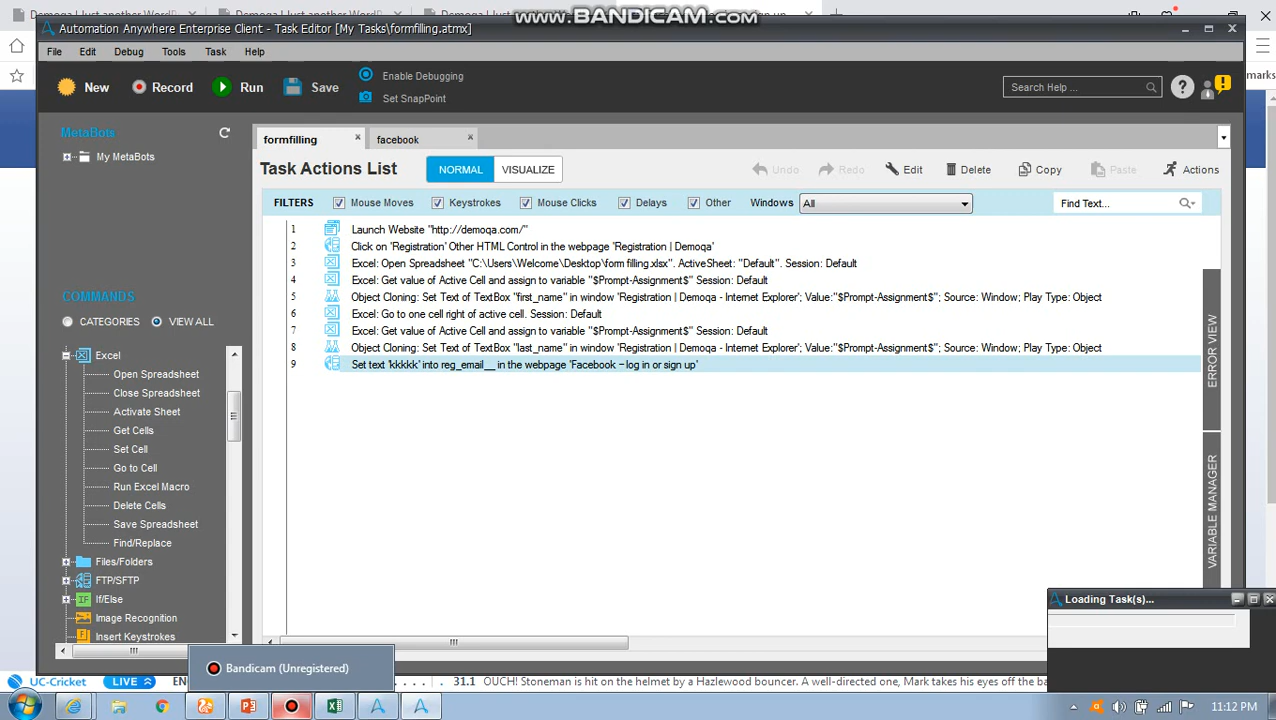 www.BANDICAM.com
Automation Anywhere Enterprise Client - Task Editor [My Tasks\formfilling.atmx]
File Edit Debug Tools Task Help
New Record Run Save
Enable Debugging
Set SnapPoint
Search Help ...
marks
MetaBots
My MetaBots
formfilling facebook
Task Actions List NORMAL VISUALIZE Undo Redo Edit Delete Copy Paste Actions
FILTERS Mouse Moves Keystrokes Mouse Clicks Delays Other Windows All Find Text...
1 Launch Website "http://demoqa.com/"
2 Click on 'Registration' Other HTML Control in the webpage 'Registration | Demoqa'
3 Excel: Open Spreadsheet "C:\Users\Welcome\Desktop\form filling.xlsx". ActiveSheet: "Default". Session: Default
4 Excel: Get value of Active Cell and assign to variable "$Prompt-Assignment$" Session: Default
5 Object Cloning: Set Text of TextBox "first_name" in window 'Registration | Demoqa - Internet Explorer'; Value:"$Prompt-Assignment$"; Source: Window; Play Type: Object
6 Excel: Go to one cell right of active cell. Session: Default
7 Excel: Get value of Active Cell and assign to variable "$Prompt-Assignment$" Session: Default
8 Object Cloning: Set Text of TextBox "last_name" in window 'Registration | Demoqa - Internet Explorer'; Value:"$Prompt-Assignment$"; Source: Window; Play Type: Object
9 Set text 'kkkkk' into reg_email__ in the webpage 'Facebook – log in or sign up'
COMMANDS
CATEGORIES VIEW ALL
Excel
Open Spreadsheet
Close Spreadsheet
Activate Sheet
Get Cells
Set Cell
Go to Cell
Run Excel Macro
Delete Cells
Save Spreadsheet
Find/Replace
Files/Folders
FTP/SFTP
If/Else
Image Recognition
Insert Keystrokes
ERROR VIEW
VARIABLE MANAGER
Loading Task(s)...
Bandicam (Unregistered)
UC-Cricket LIVE EN 31.1 OUCH! Stoneman is hit on the helmet by a Hazlewood bouncer. A well-directed one, Mark takes his eyes off the ba
11:12 PM